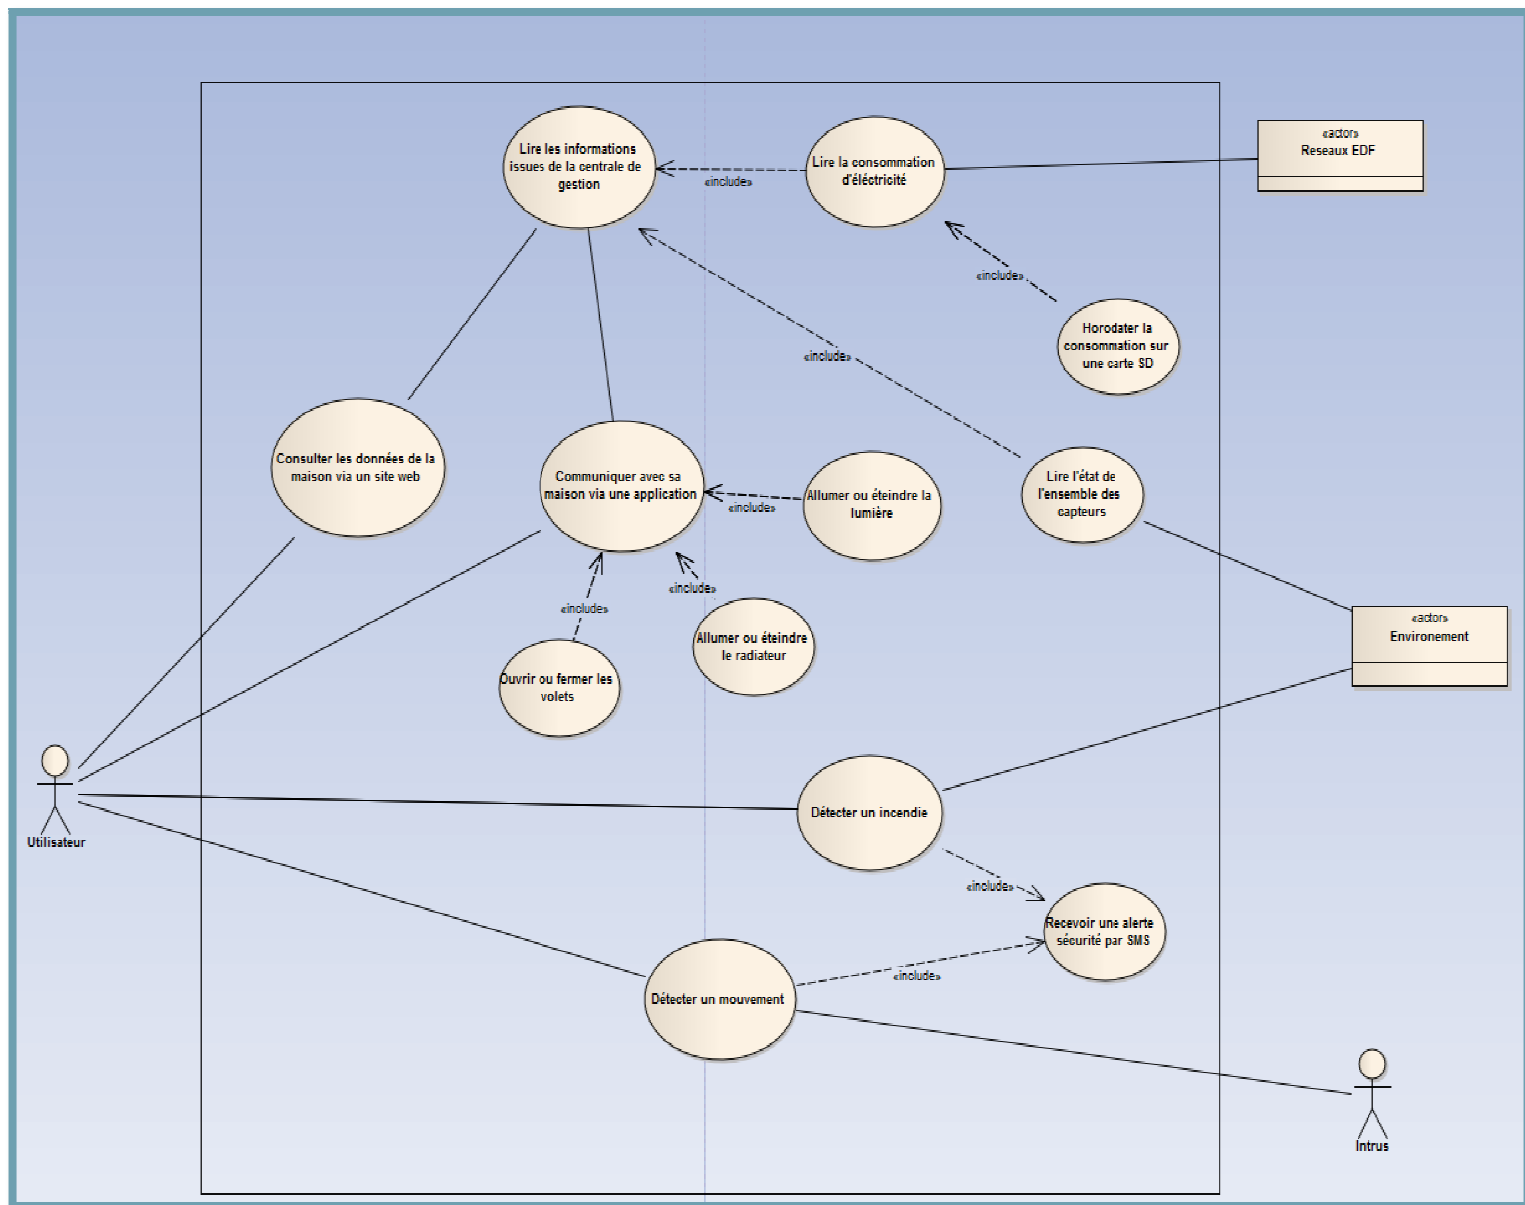 Lire les informations
issues de la centrale de
gestion
«include»
Lire la consommation
d'éléctricité
«actor»
Reseaux EDF
«include»
Horodater la
consommation sur
une carte SD
«include»
Consulter les données de la
maison via un site web
Communiquer avec sa
maison via une application
«include»
Allumer ou éteindre la
lumière
Lire l'état de
l'ensemble des
capteurs
«include»
«include»
Ouvrir ou fermer les
volets
Allumer ou éteindre
le radiateur
«actor»
Environement
Utilisateur
Détecter un incendie
«include»
Recevoir une alerte
sécurité par SMS
«include»
Détecter un mouvement
Intrus